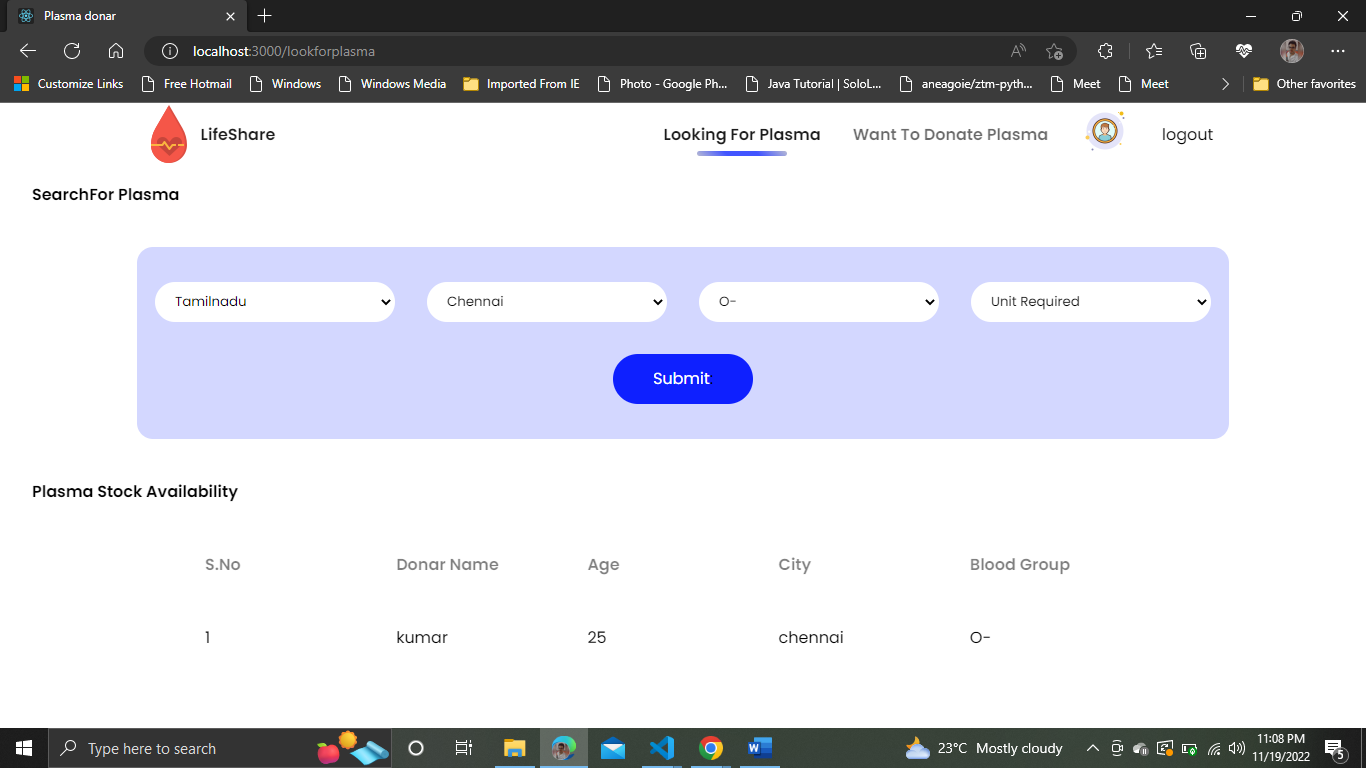 Plasma donar
localhost:3000/lookforplasma
Customize Links Free Hotmail Windows Windows Media Imported From IE Photo - Google Ph... Java Tutorial | SoloL... aneagoie/ztm-pyth... Meet Meet Other favorites
LifeShare Looking For Plasma Want To Donate Plasma logout
SearchFor Plasma
Tamilnadu Chennai O- Unit Required
Submit
Plasma Stock Availability
S.No Donar Name Age City Blood Group
1 kumar 25 chennai O-
Type here to search 23°C Mostly cloudy 11:08 PM
11/19/2022 5